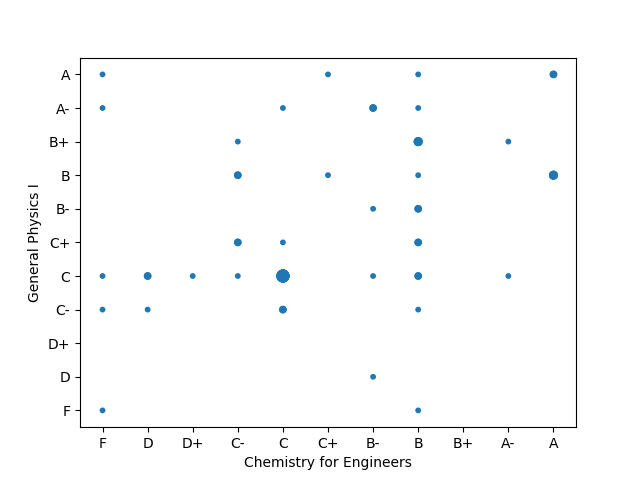 General Physics I
A
A-
B+
B
B-
C+
C
C-
D+
D
F
F D D+ C- C C+ B- B B+ A- A
Chemistry for Engineers